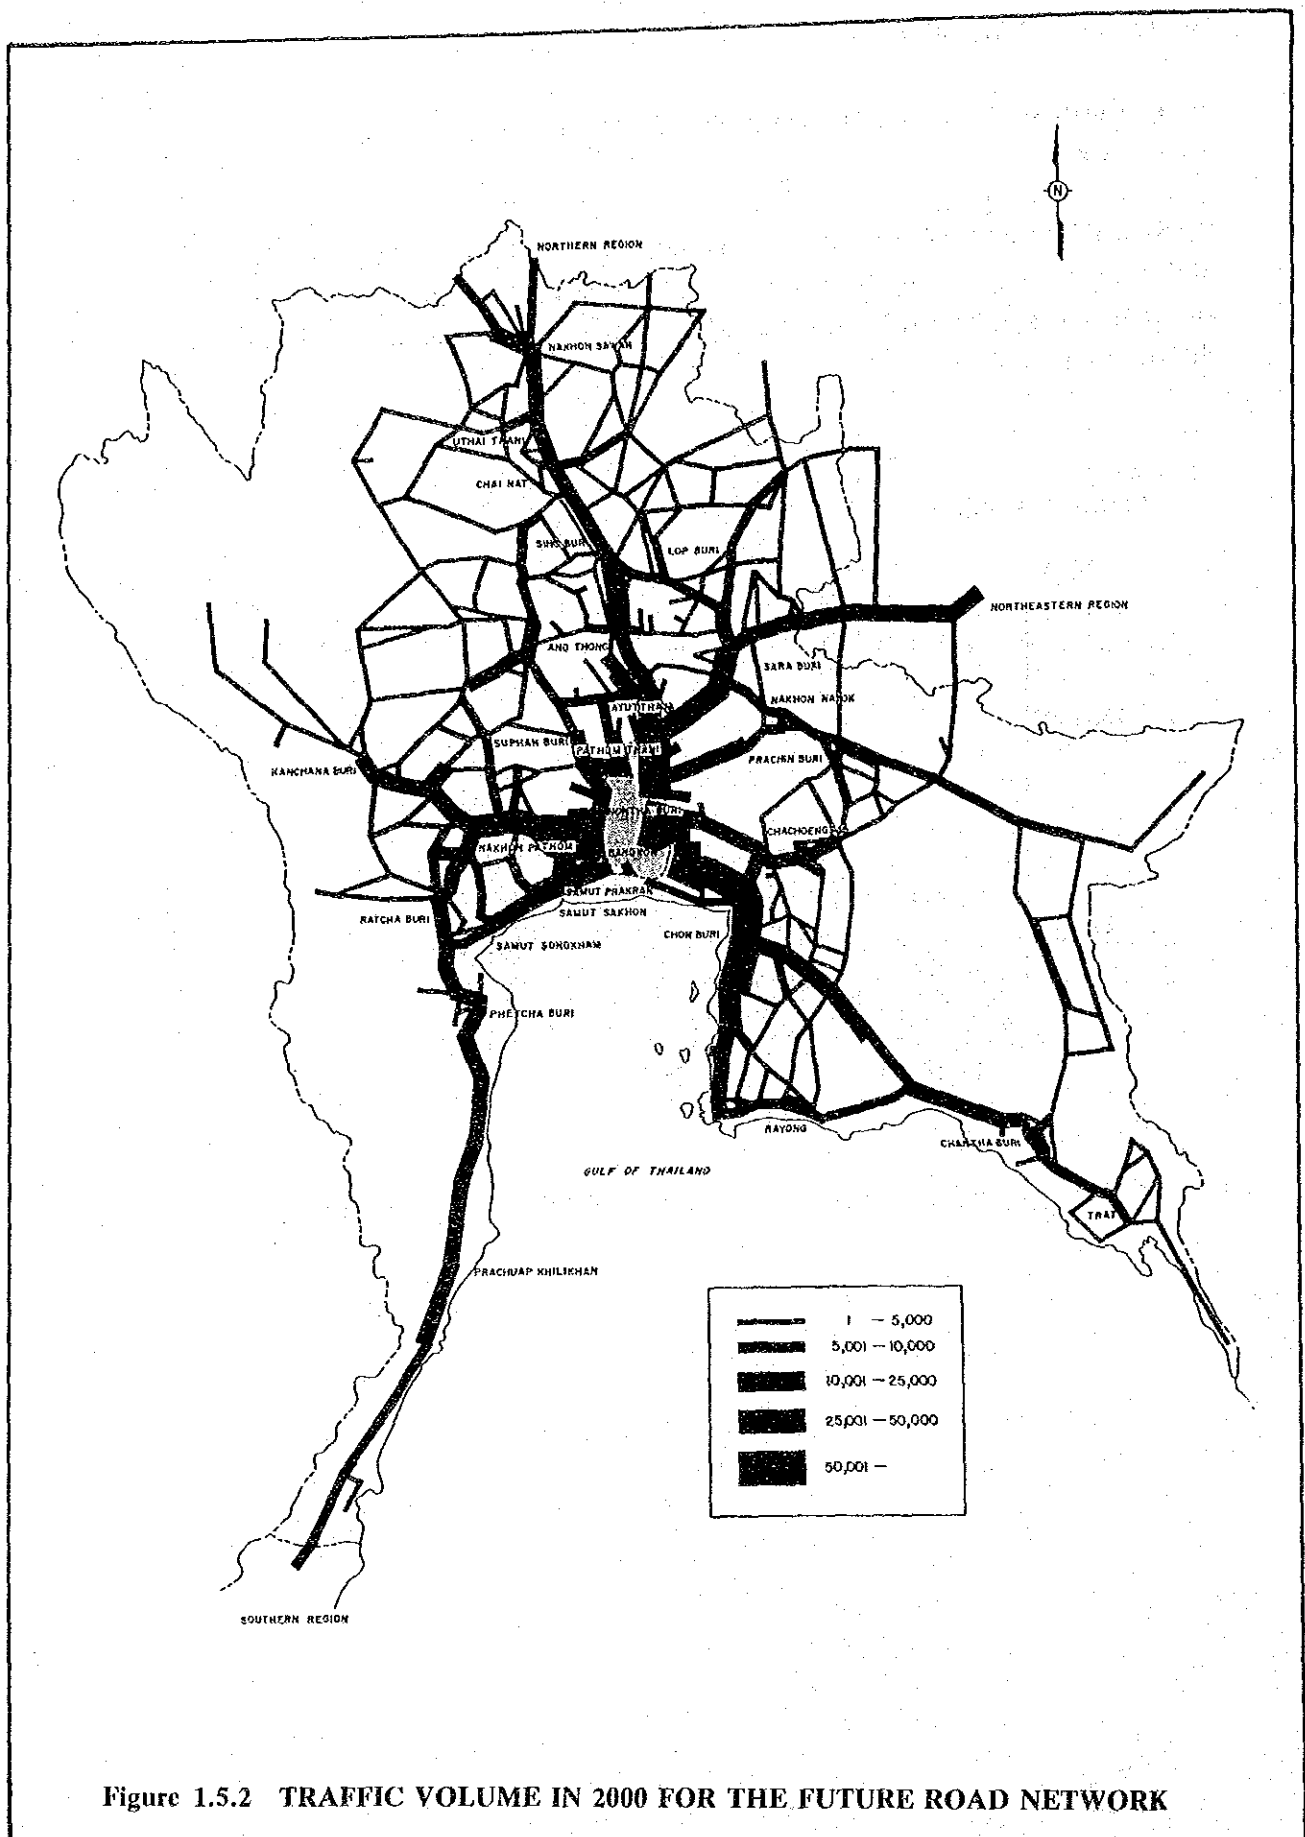 N
NORTHERN REGION
NAKHON SAWAN
UTHAI THANI
CHAI NAT
SING BURI
LOP BURI
NORTHEASTERN REGION
ANG THONG
SARA BURI
NAKHON NAYOK
AYUTTHAYA
SUPHAN BURI
PATHUM THANI
PRACHIN BURI
KANCHANA BURI
NONTHA BURI
CHACHOENGSAO
NAKHON PATHOM
BANGKOK
SAMUT PRAKRAN
RATCHA BURI
SAMUT SAKHON
CHON BURI
SAMUT SONGKHAM
PHETCHA BURI
RAYONG
CHANTHA BURI
GULF OF THAILAND
TRAT
PRACHUAP KHILIKHAN
1 — 5,000
5,001 — 10,000
10,001 — 25,000
25,001 — 50,000
50,001 —
SOUTHERN REGION
Figure 1.5.2 TRAFFIC VOLUME IN 2000 FOR THE FUTURE ROAD NETWORK